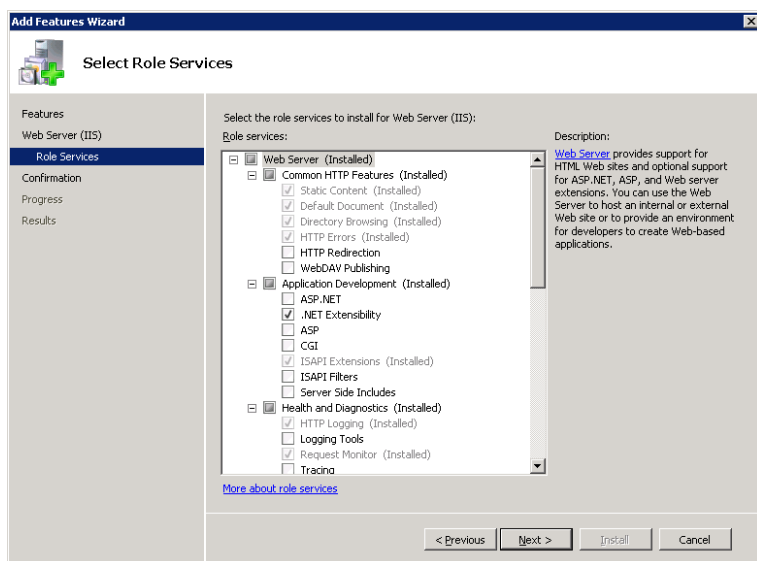 Add Features Wizard
Select Role Services
Features
Web Server (IIS)
Role Services
Confirmation
Progress
Results
Select the role services to install for Web Server (IIS):
Role services:
Web Server (Installed)
Common HTTP Features (Installed)
Static Content (Installed)
Default Document (Installed)
Directory Browsing (Installed)
HTTP Errors (Installed)
HTTP Redirection
WebDAV Publishing
Application Development (Installed)
ASP.NET
.NET Extensibility
ASP
CGI
ISAPI Extensions (Installed)
ISAPI Filters
Server Side Includes
Health and Diagnostics (Installed)
HTTP Logging (Installed)
Logging Tools
Request Monitor (Installed)
Tracing
More about role services
Description:
Web Server provides support for
HTML Web sites and optional support
for ASP.NET, ASP, and Web server
extensions. You can use the Web
Server to host an internal or external
Web site or to provide an environment
for developers to create Web-based
applications.
< Previous
Next >
Install
Cancel